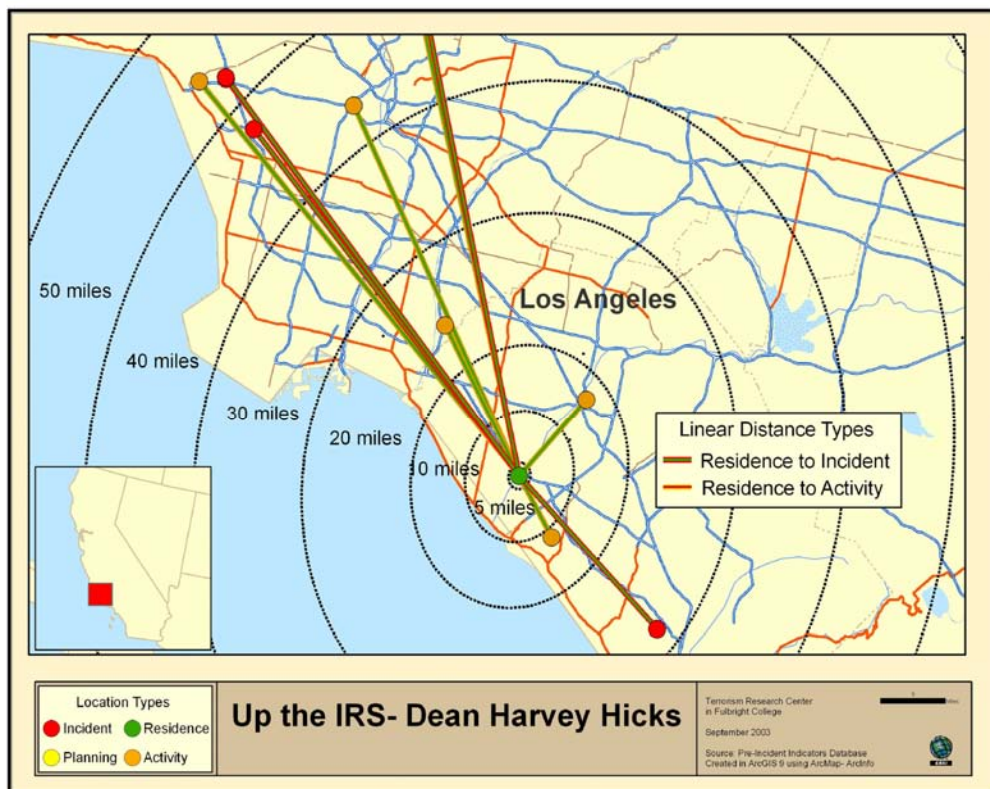 Los Angeles
50 miles
40 miles
30 miles
20 miles
10 miles
5 miles
Linear Distance Types
Residence to Incident
Residence to Activity
Location Types
Incident
Residence
Planning
Activity
Up the IRS- Dean Harvey Hicks
Terrorism Research Center
in Fulbright College
September 2003
Source: Pre-Incident Indicators Database
Created in ArcGIS 9 using ArcMap- ArcInfo
Miles